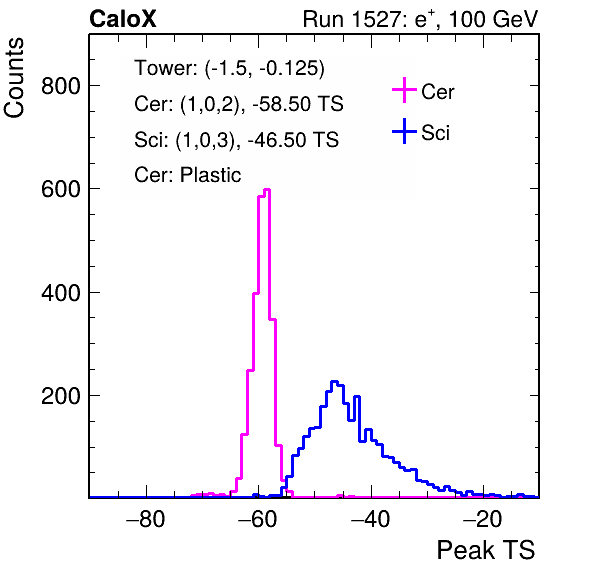 CaloX Run 1527: e⁺, 100 GeV
Counts
Tower: (-1.5, -0.125)
Cer: (1,0,2), -58.50 TS
Sci: (1,0,3), -46.50 TS
Cer: Plastic
Cer
Sci
800
600
400
200
−80 −60 −40 −20
Peak TS